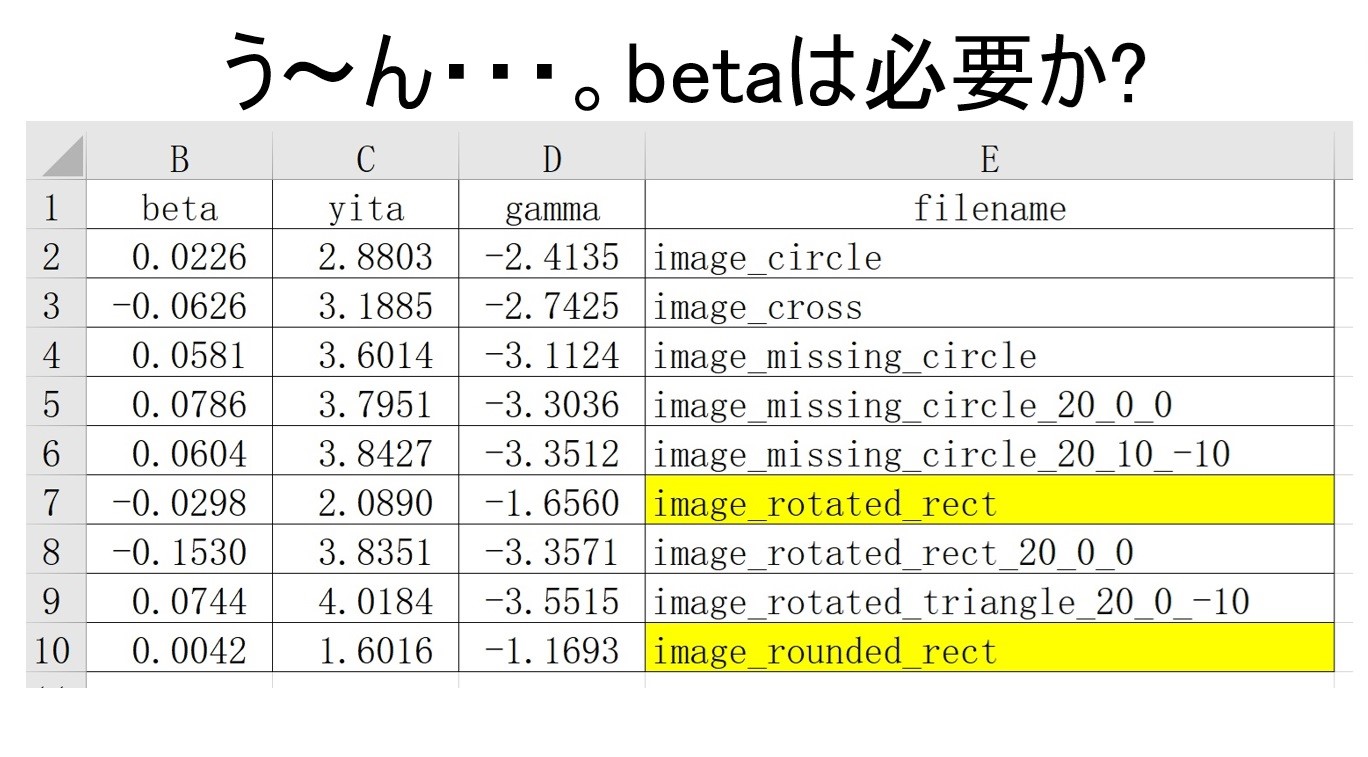 う～ん・・・。betaは必要か?
B C D E
1 beta yita gamma filename
2 0.0226 2.8803 -2.4135 image_circle
3 -0.0626 3.1885 -2.7425 image_cross
4 0.0581 3.6014 -3.1124 image_missing_circle
5 0.0786 3.7951 -3.3036 image_missing_circle_20_0_0
6 0.0604 3.8427 -3.3512 image_missing_circle_20_10_-10
7 -0.0298 2.0890 -1.6560 image_rotated_rect
8 -0.1530 3.8351 -3.3571 image_rotated_rect_20_0_0
9 0.0744 4.0184 -3.5515 image_rotated_triangle_20_0_-10
10 0.0042 1.6016 -1.1693 image_rounded_rect